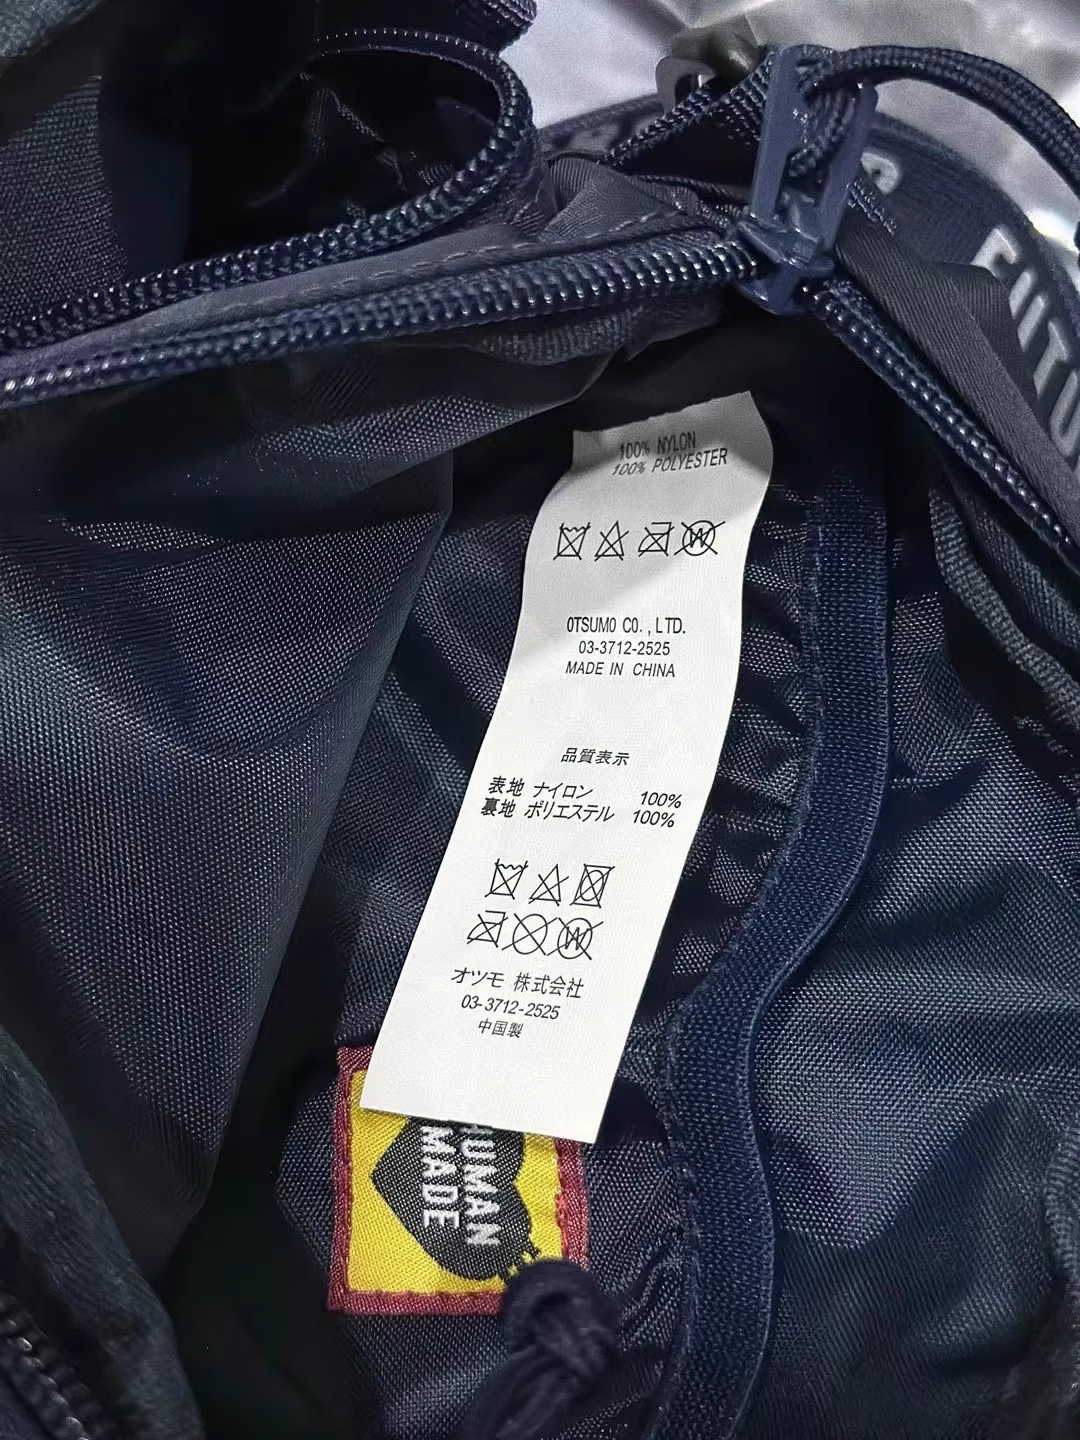 100% NYLON
100% POLYESTER
OTSUMO CO.,LTD.
03-3712-2525
MADE IN CHINA
品質表示
表地 ナイロン 100%
裏地 ポリエステル 100%
オツモ 株式会社
03-3712-2525
中国製
HUMAN
MADE